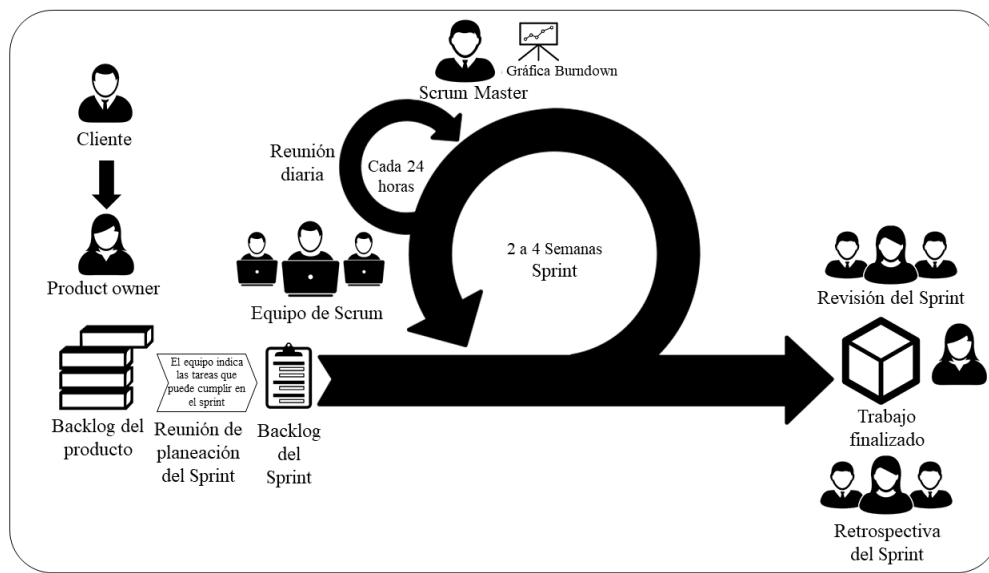 Cliente
Product owner
Backlog del
producto
El equipo indica
las tareas que
puede cumplir en
el sprint
Reunión de
planeación
del Sprint
Backlog
del
Sprint
Equipo de Scrum
Reunión
diaria
Cada 24
horas
Scrum Master
Gráfica Burndown
2 a 4 Semanas
Sprint
Revisión del Sprint
Trabajo
finalizado
Retrospectiva
del Sprint